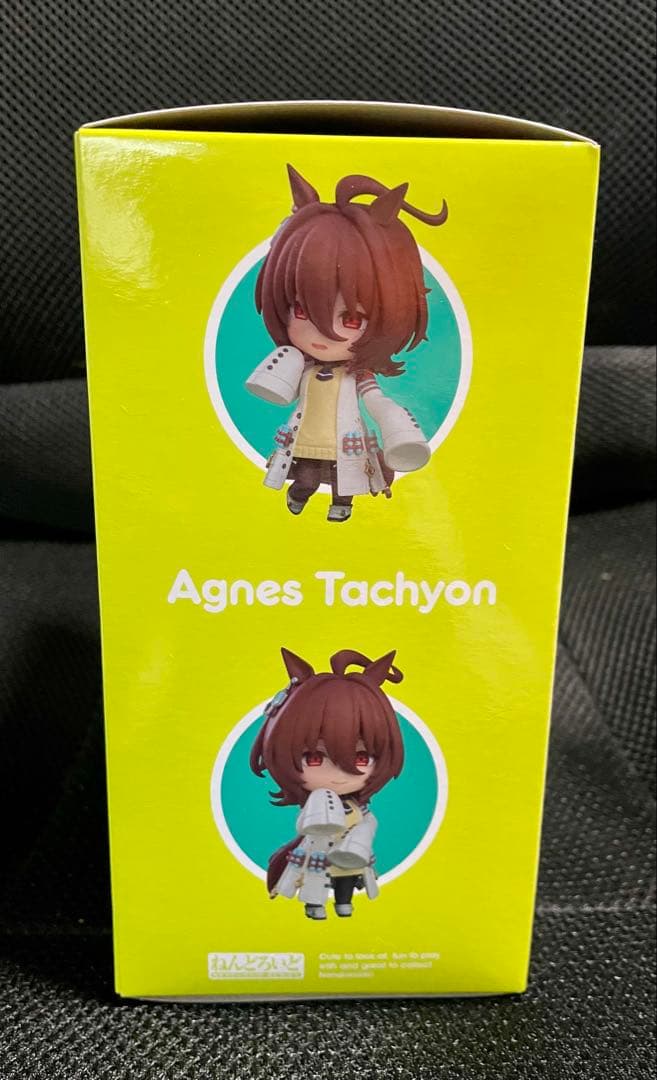 Agnes Tachyon
ねんどろいど
Cute to look at, fun to play
with and great to collect
Nendoroid!